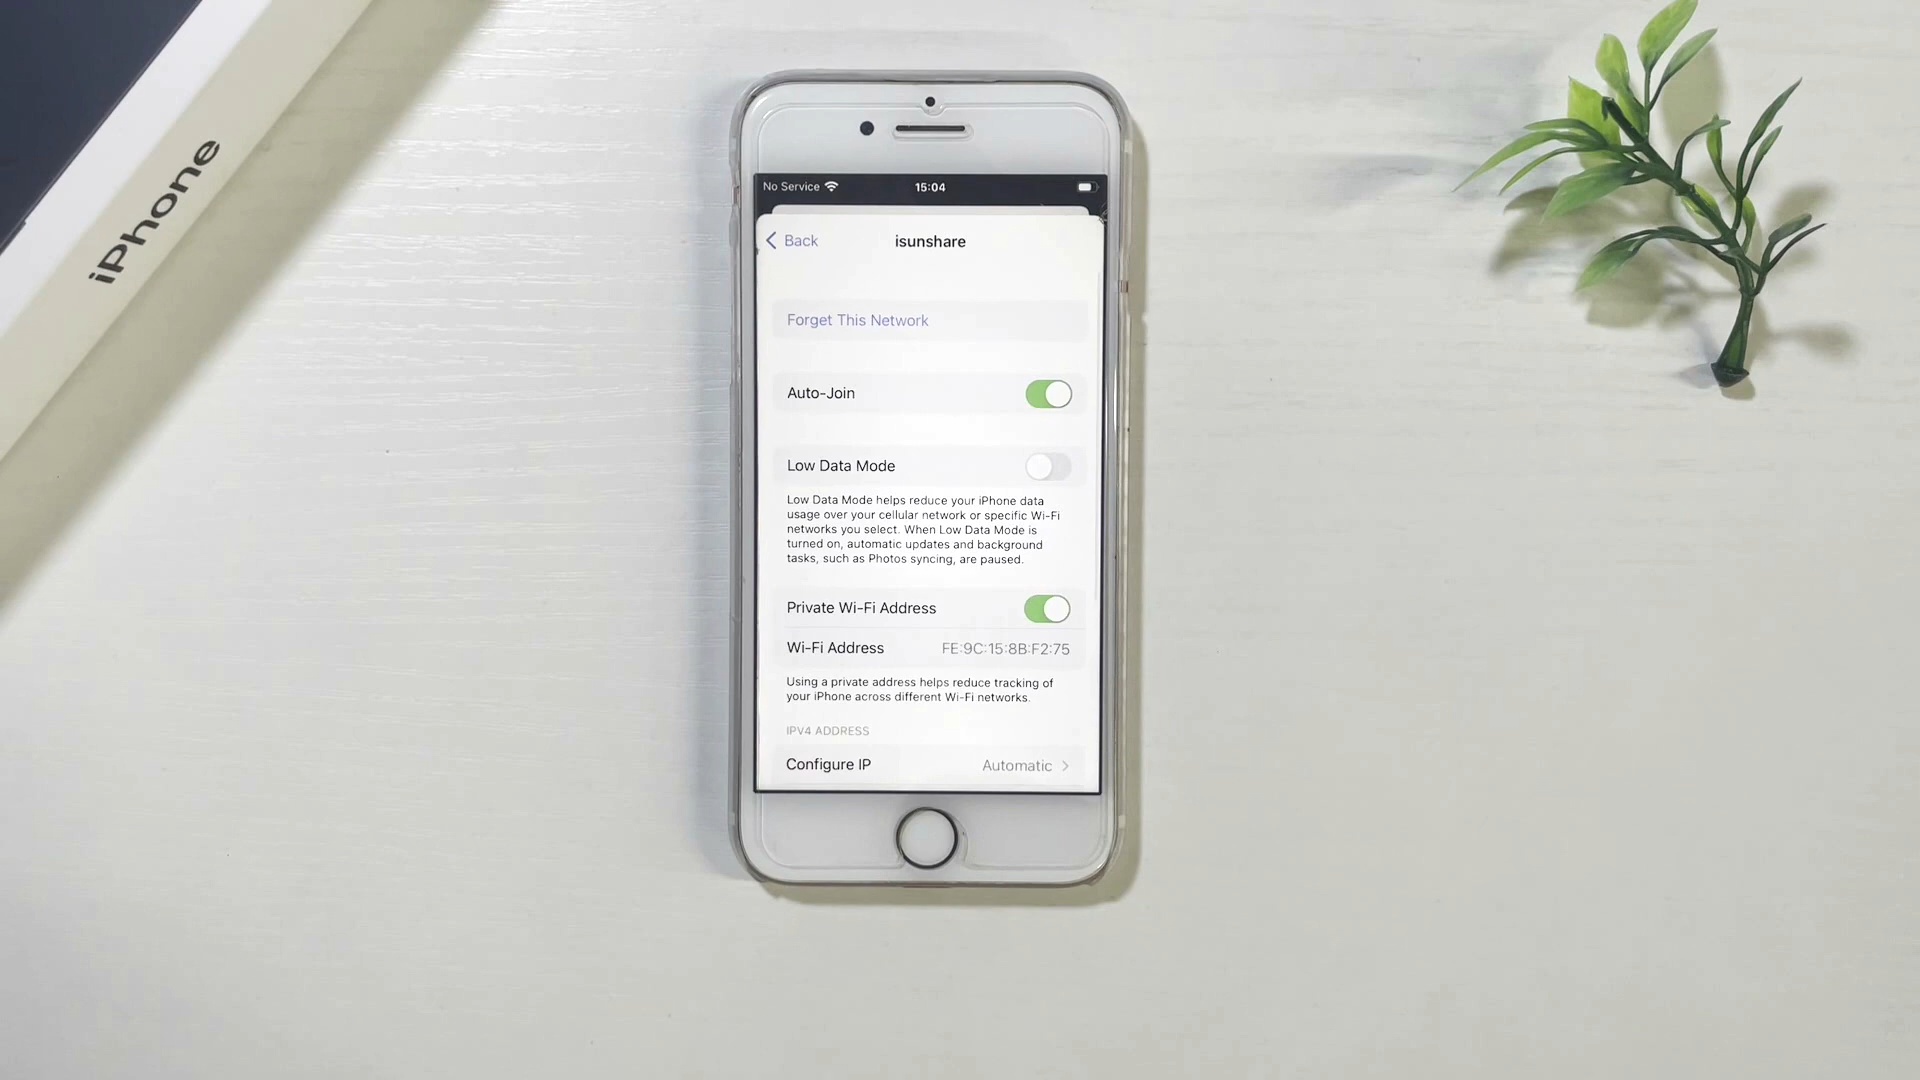 iPhone
No Service 15:04
Back isunshare
Forget This Network
Auto-Join
Low Data Mode
Low Data Mode helps reduce your iPhone data
usage over your cellular network or specific Wi-Fi
networks you select. When Low Data Mode is
turned on, automatic updates and background
tasks, such as Photos syncing, are paused.
Private Wi-Fi Address
Wi-Fi Address FE:9C:15:8B:F2:75
Using a private address helps reduce tracking of
your iPhone across different Wi-Fi networks.
IPV4 ADDRESS
Configure IP Automatic